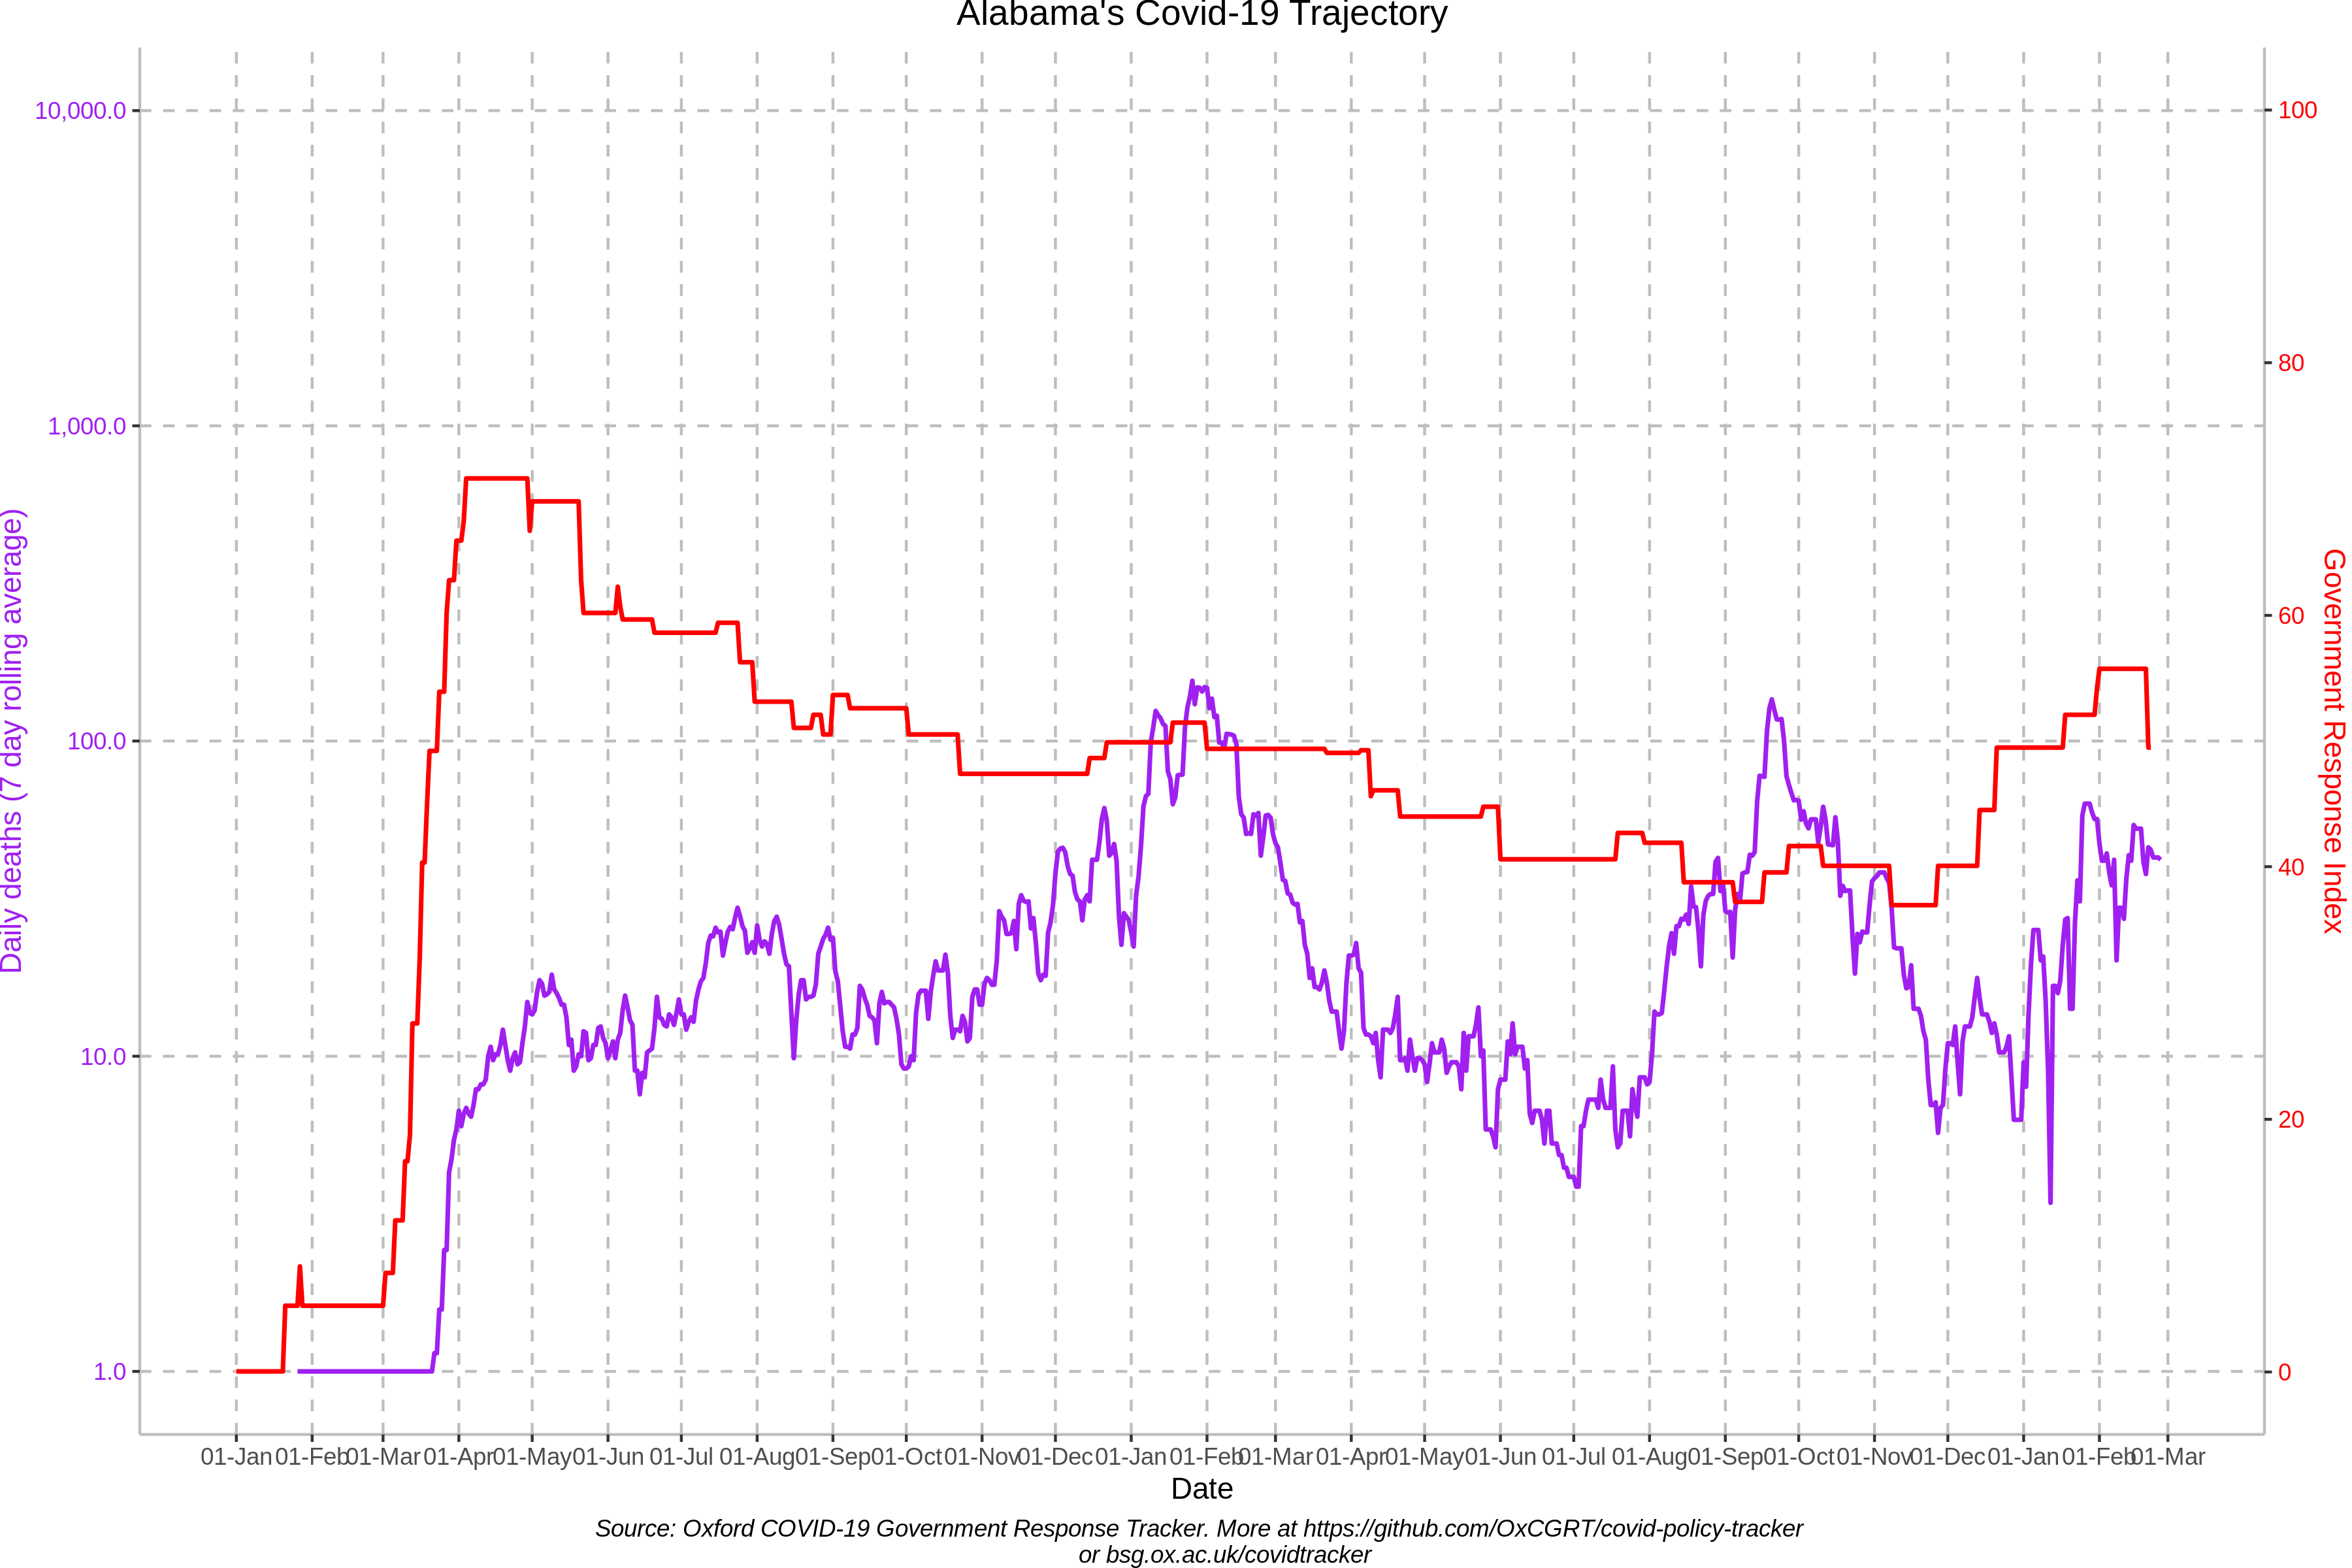 Alabama's Covid-19 Trajectory
10,000.0
1,000.0
100.0
10.0
1.0
Daily deaths (7 day rolling average)
100
80
60
40
20
0
Government Response Index
01-Jan 01-Feb 01-Mar 01-Apr 01-May 01-Jun 01-Jul 01-Aug 01-Sep 01-Oct 01-Nov 01-Dec 01-Jan 01-Feb 01-Mar 01-Apr 01-May 01-Jun 01-Jul 01-Aug 01-Sep 01-Oct 01-Nov 01-Dec 01-Jan 01-Feb 01-Mar
Date
Source: Oxford COVID-19 Government Response Tracker. More at https://github.com/OxCGRT/covid-policy-tracker
or bsg.ox.ac.uk/covidtracker